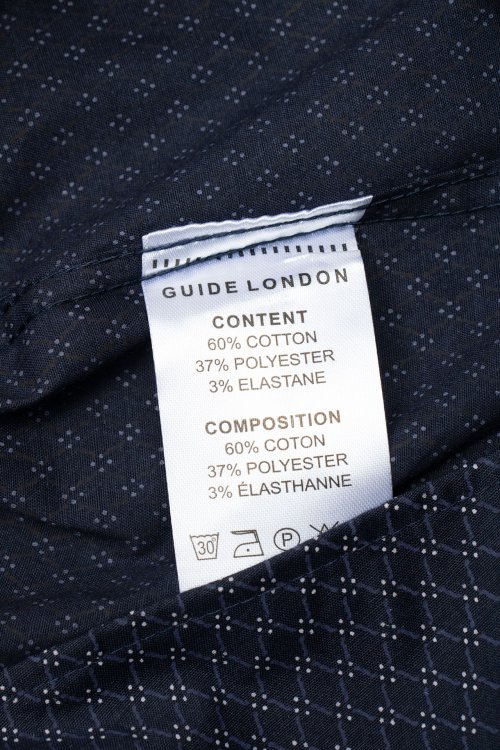 GUIDE LONDON
CONTENT
60% COTTON
37% POLYESTER
3% ELASTANE
COMPOSITION
60% COTON
37% POLYESTER
3% ÉLASTHANNE
30°
P